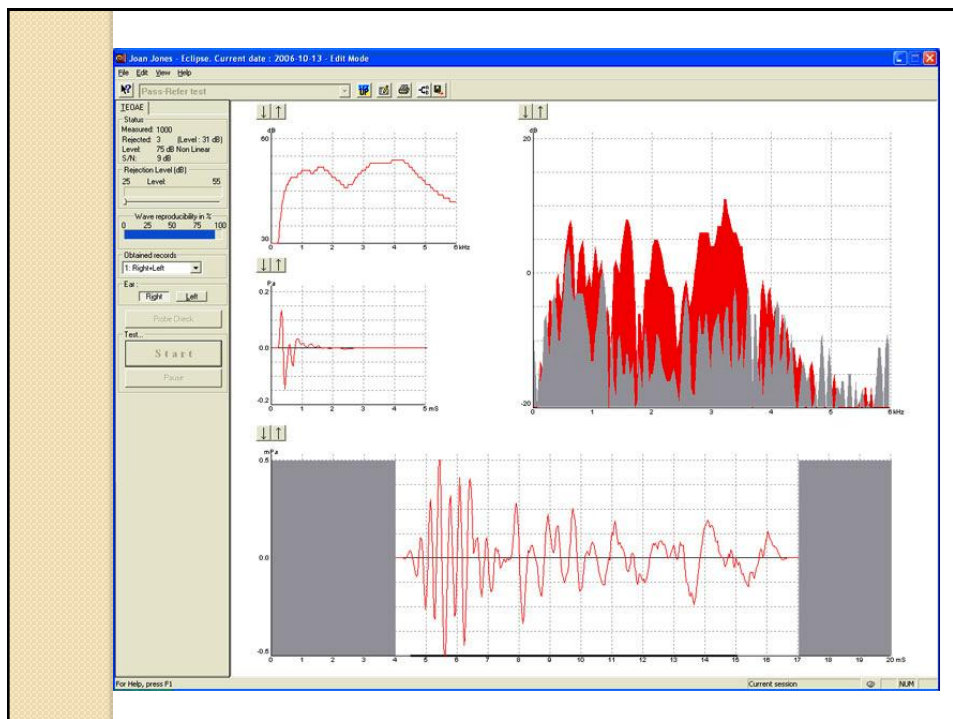 Joan Jones - Eclipse. Current date : 2006-10-13 - Edit Mode
File Edit View Help
Pass-Refer test
TEOAE
Status
Measured: 1000
Rejected: 3 (Level : 31 dB)
Level: 75 dB Non Linear
S/N: 9 dB
Rejection Level (dB)
25 Level: 55
Wave reproducibility in %
0 25 50 75 100
Obtained records
1: Right+Left
Ear :
Right Left
Probe Check
Test...
Start
Pause
dB
60
30
0 1 2 3 4 5 6 kHz
Pa
0.2
0.0
-0.2
0 1 2 3 4 5 mS
dB
20
0
-20
0 1 2 3 4 5 6 kHz
mPa
0.5
0.0
-0.5
0 1 2 3 4 5 6 7 8 9 10 11 12 13 14 15 16 17 18 19 20 mS
For Help, press F1
Current session
NUM